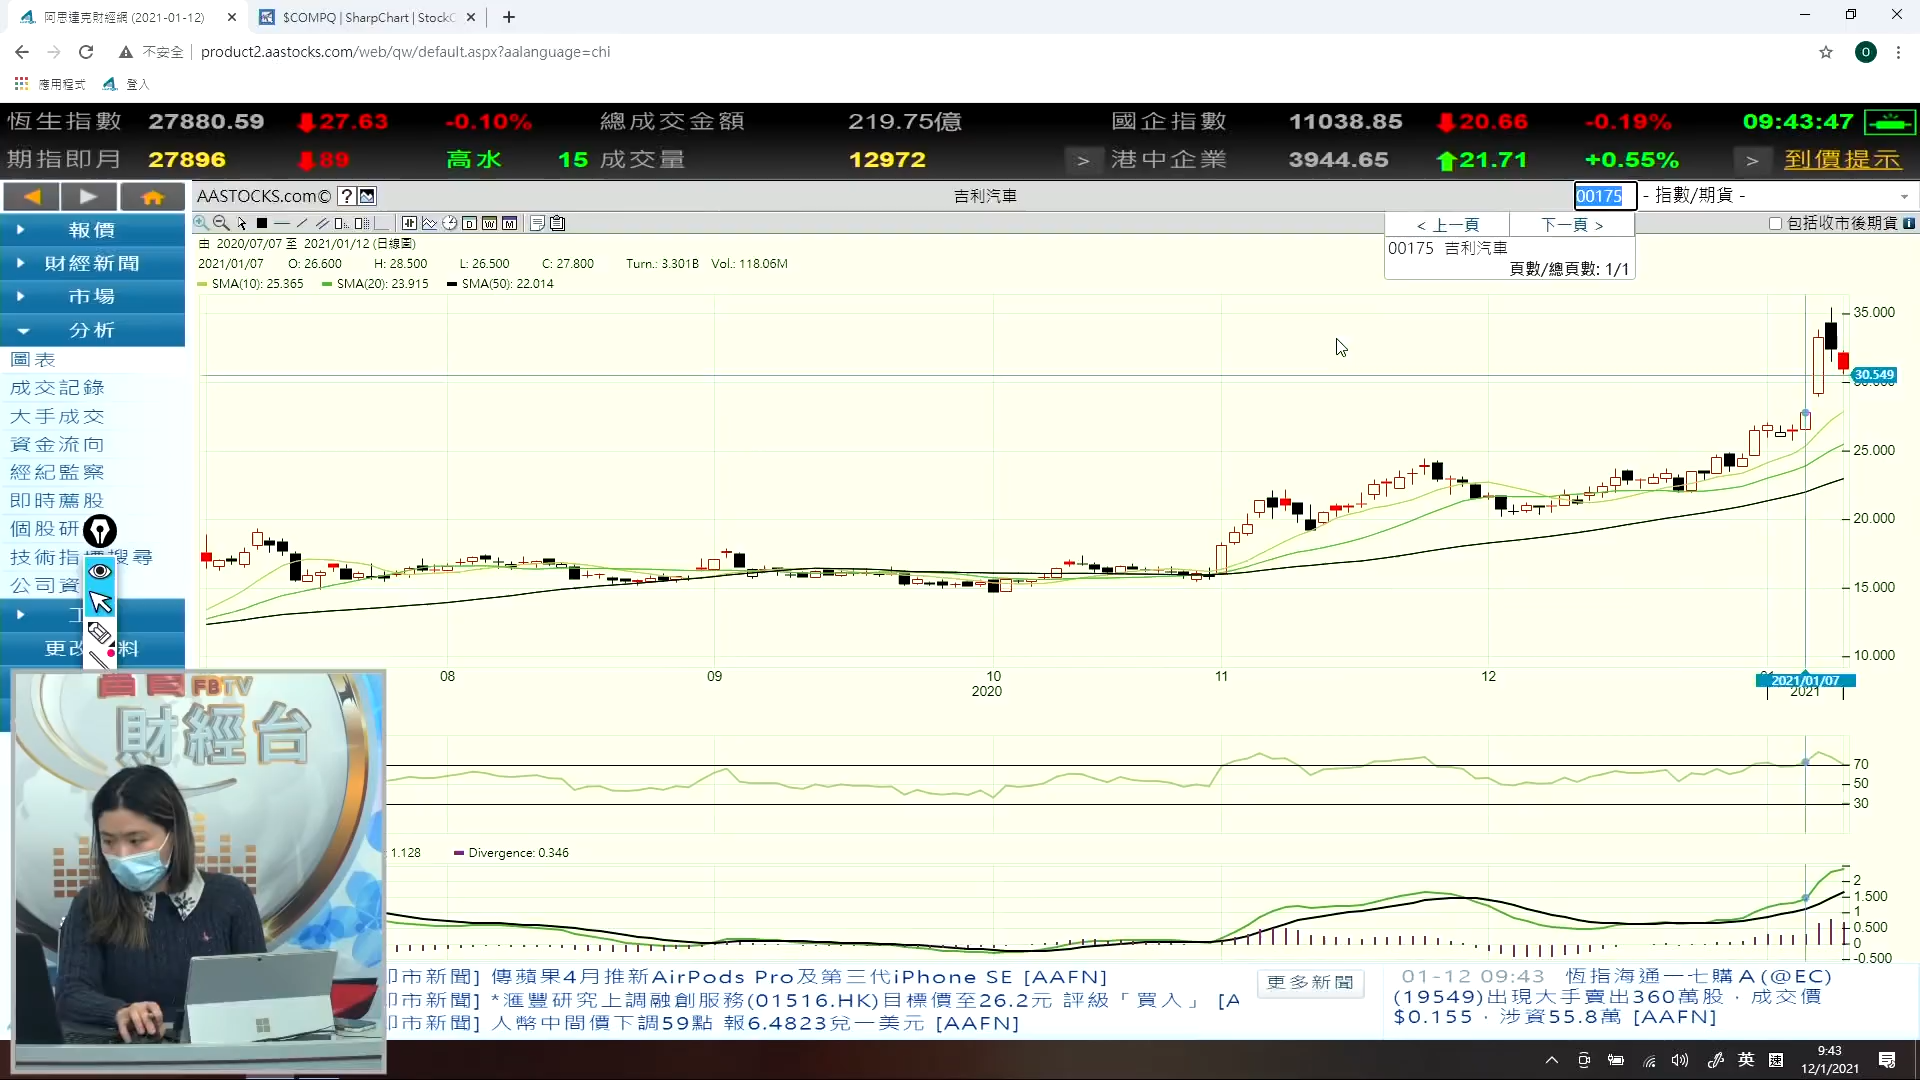 阿思達克財經網 (2021-01-12)
$COMPQ | SharpChart | StockC
不安全
product2.aastocks.com/web/qw/default.aspx?aalanguage=chi
O
應用程式
登入
恆生指數 27880.59 27.63 -0.10% 總成交金額 219.75億 國企指數 11038.85 20.66 -0.19% 09:43:47
期指即月 27896 89 高水 15 成交量 12972 > 港中企業 3944.65 21.71 +0.55% > 到價提示
AASTOCKS.com© ? 吉利汽車 00175 - 指數/期貨 -
D W M
< 上一頁 下一頁 >
包括收市後期貨
00175 吉利汽車
頁數/總頁數: 1/1
報價
財經新聞
市場
分析
圖表
成交記錄
大手成交
資金流向
經紀監察
即時薦股
個股研
技術指 搜尋
公司資
更改 料
由 2020/07/07 至 2021/01/12 (日線圖)
2021/01/07 O: 26.600 H: 28.500 L: 26.500 C: 27.800 Turn.: 3.301B Vol.: 118.06M
SMA(10): 25.365 SMA(20): 23.915 SMA(50): 22.014
35.000
30.549
25.000
20.000
15.000
10.000
08 09 10 11 12
2020 2021/01/07
2021
70
50
30
1.128 Divergence: 0.346
2
1.500
1
0.500
0
-0.500
FBTV
財經台
市新聞] 傳蘋果4月推新AirPods Pro及第三代iPhone SE [AAFN]
市新聞] *滙豐研究上調融創服務(01516.HK)目標價至26.2元 評級「買入」 [A
市新聞] 人幣中間價下調59點 報6.4823兌一美元 [AAFN]
更多新聞
01-12 09:43 恆指海通一七購A(@EC)
(19549)出現大手賣出360萬股，成交價
$0.155，涉資55.8萬 [AAFN]
英
速
9:43
12/1/2021